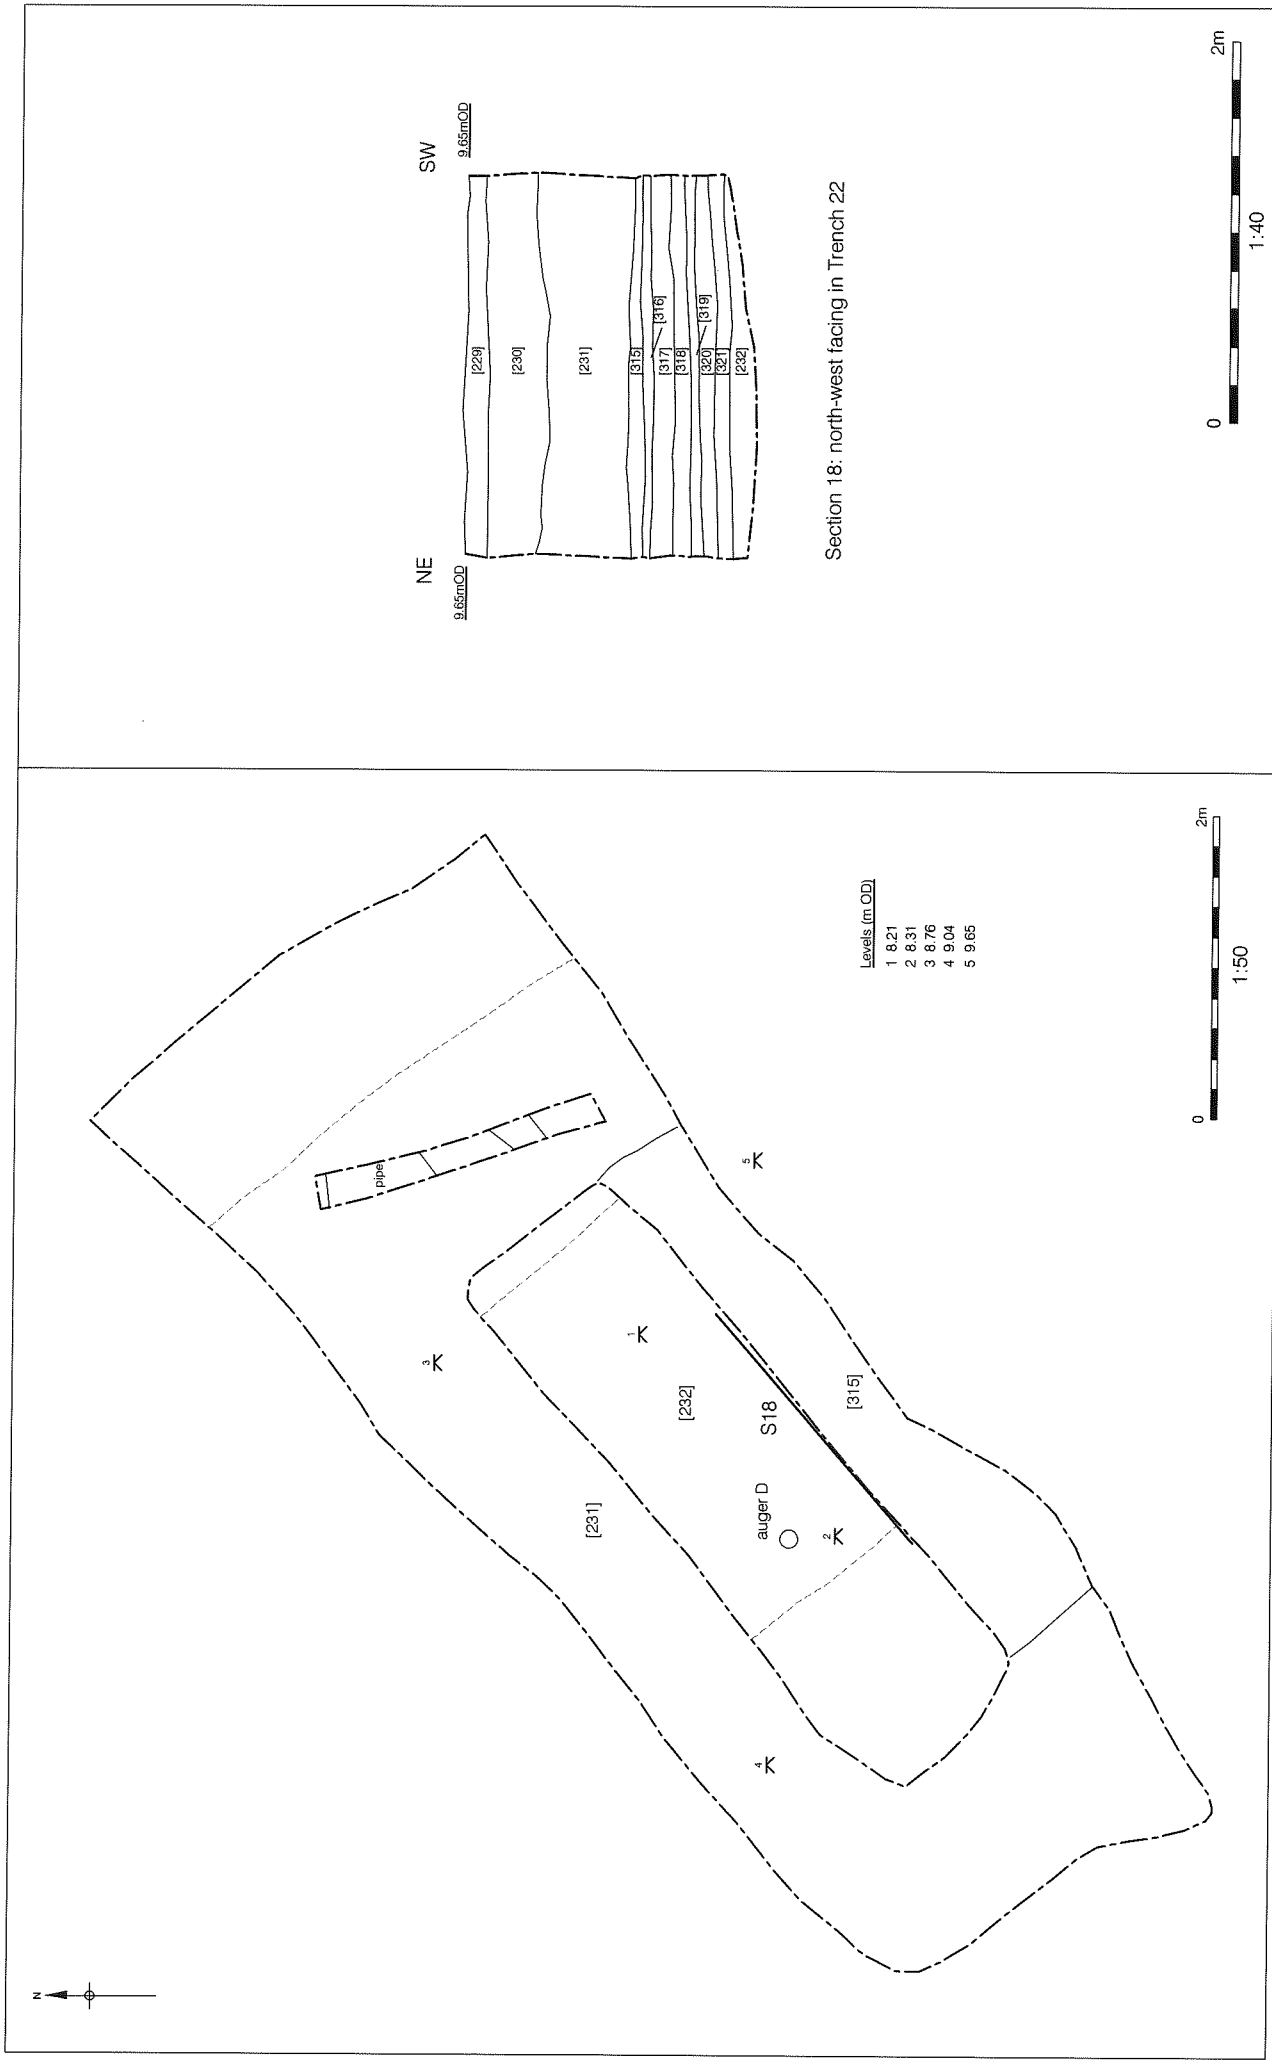 N
pipe
3
1
5
[231]
[232]
S18
[315]
auger D
2
4
Levels (m OD)
1 8.21
2 8.31
3 8.76
4 9.04
5 9.65
0 2m
1:50
NE SW
9.65mOD 9.65mOD
[229]
[230]
[231]
[315]
[316]
[317]
[318]
[319]
[320]
[321]
[232]
Section 18: north-west facing in Trench 22
0 2m
1:40